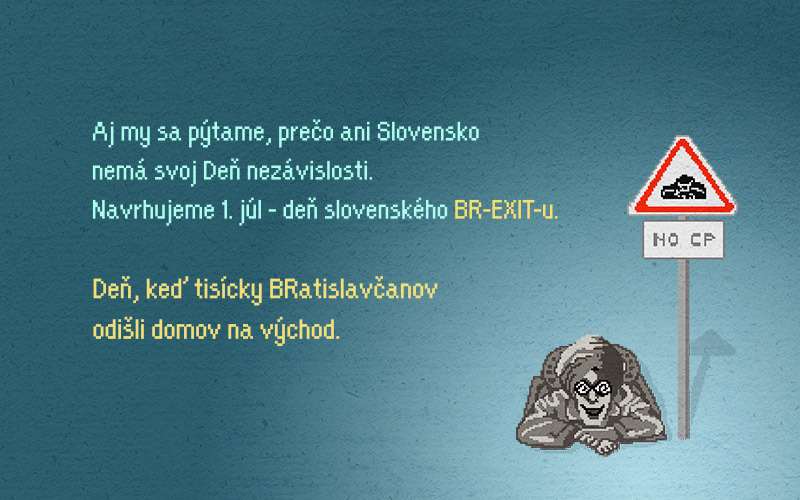 Aj my sa pýtame, prečo ani Slovensko
nemá svoj Deň nezávislosti.
Navrhujeme 1. júl - deň slovenského BR-EXIT-u.
Deň, keď tisícky BRatislavčanov
odišli domov na východ.
NO CP